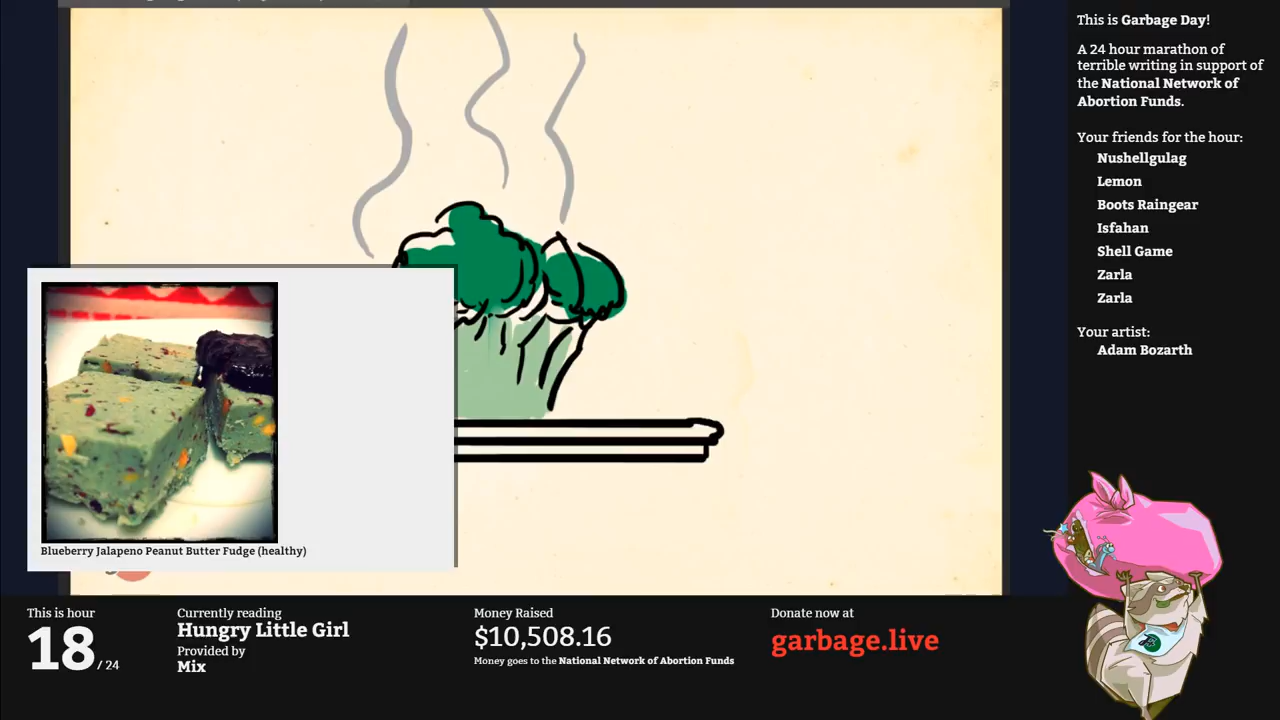 This is Garbage Day!
A 24 hour marathon of
terrible writing in support of
the National Network of
Abortion Funds.
Your friends for the hour:
Nushellgulag
Lemon
Boots Raingear
Isfahan
Shell Game
Zarla
Zarla
Your artist:
Adam Bozarth
Blueberry Jalapeno Peanut Butter Fudge (healthy)
This is hour
18 / 24
Currently reading
Hungry Little Girl
Provided by
Mix
Money Raised
$10,508.16
Money goes to the National Network of Abortion Funds
Donate now at
garbage.live